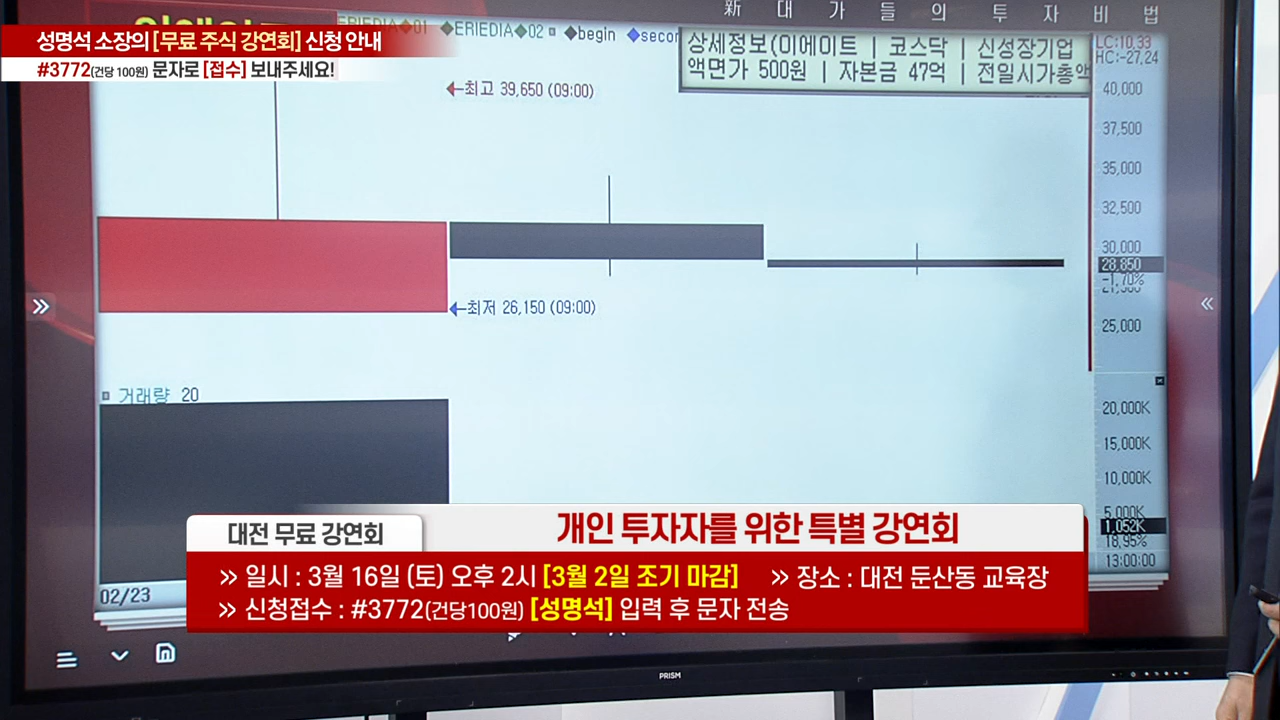 新 대 가 들 의 투 자 비 법
성명석 소장의 [무료 주식 강연회] 신청 안내
#3772(건당 100원) 문자로 [접수] 보내주세요!
ERIEDIA◆01 ◆ERIEDIA◆02 ◆begin ◆secon
상세정보(이에이트 | 코스닥 | 신성장기업
액면가 500원 | 자본금 47억 | 전일시가총액
LC:10,33
HC:-27,24
←최고 39,650 (09:00)
40,000
37,500
35,000
32,500
30,000
28,850
-1,70%
25,000
←최저 26,150 (09:00)
거래량 20
20,000K
15,000K
10,000K
5,000K
1,052K
18,95%
13:00:00
02/23
대전 무료 강연회
개인 투자자를 위한 특별 강연회
» 일시 : 3월 16일 (토) 오후 2시 [3월 2일 조기 마감] » 장소 : 대전 둔산동 교육장
» 신청접수 : #3772(건당100원) [성명석] 입력 후 문자 전송
PRISM